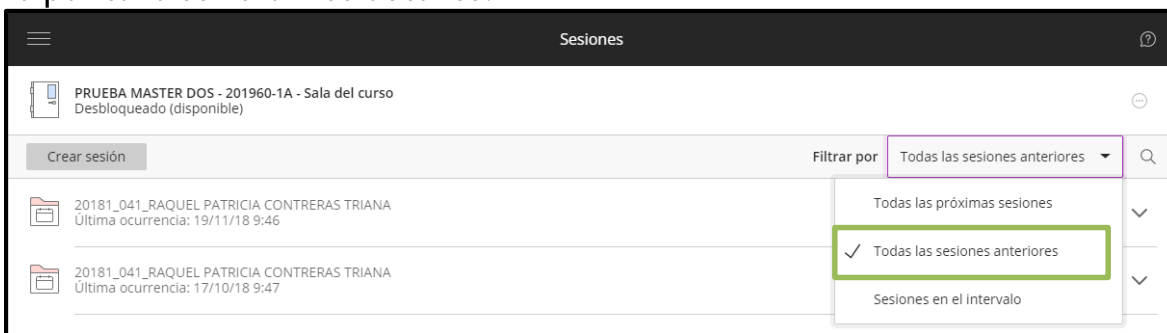 Sesiones
PRUEBA MASTER DOS - 201960-1A - Sala del curso
Desbloqueado (disponible)
Crear sesión
Filtrar por
Todas las sesiones anteriores
20181_041_RAQUEL PATRICIA CONTRERAS TRIANA
Última ocurrencia: 19/11/18 9:46
20181_041_RAQUEL PATRICIA CONTRERAS TRIANA
Última ocurrencia: 17/10/18 9:47
Todas las próximas sesiones
Todas las sesiones anteriores
Sesiones en el intervalo